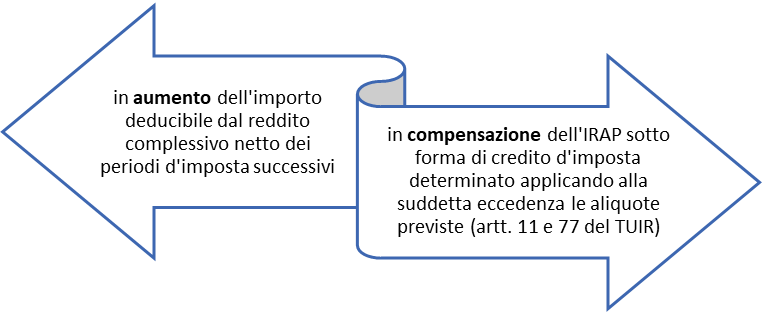 in aumento dell'importo
deducibile dal reddito
complessivo netto dei
periodi d'imposta successivi
in compensazione dell'IRAP sotto
forma di credito d'imposta
determinato applicando alla
suddetta eccedenza le aliquote
previste (artt. 11 e 77 del TUIR)